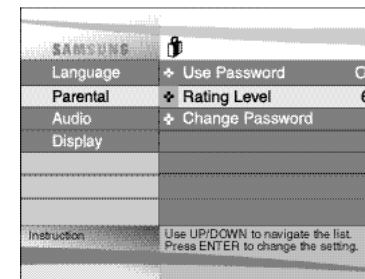 SAMSUNG
Language
Parental
Audio
Display
Use Password
Rating Level 6
Change Password
Instruction
Use UP/DOWN to navigate the list.
Press ENTER to change the setting.